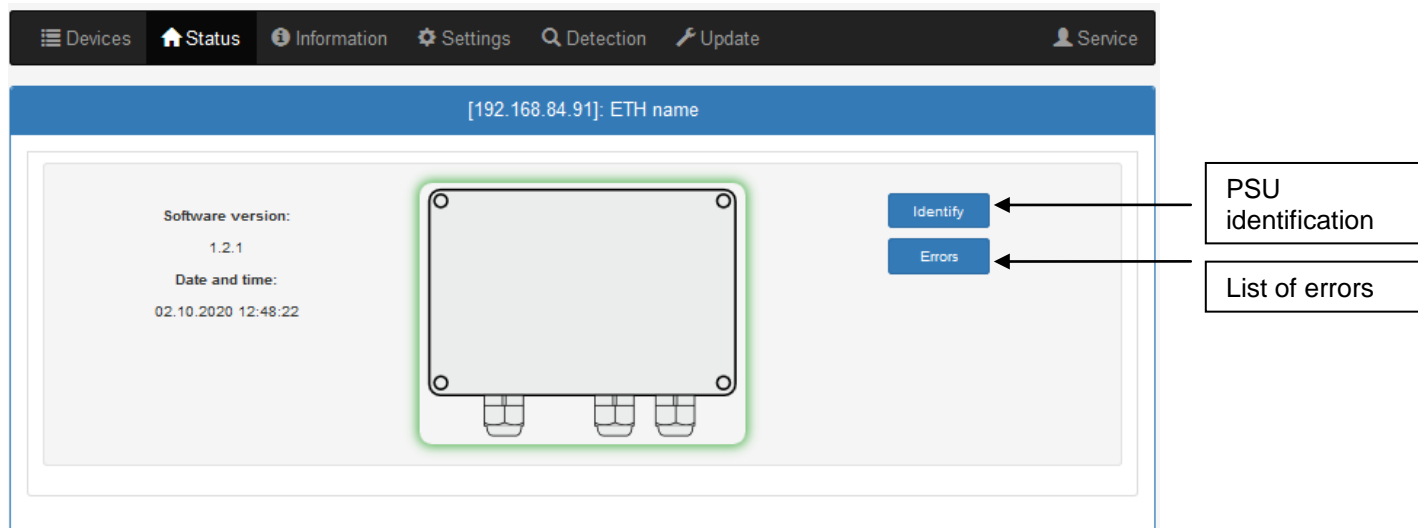 Devices Status Information Settings Detection Update Service
[192.168.84.91]: ETH name
Software version:
1.2.1
Date and time:
02.10.2020 12:48:22
Identify
Errors
PSU
identification
List of errors